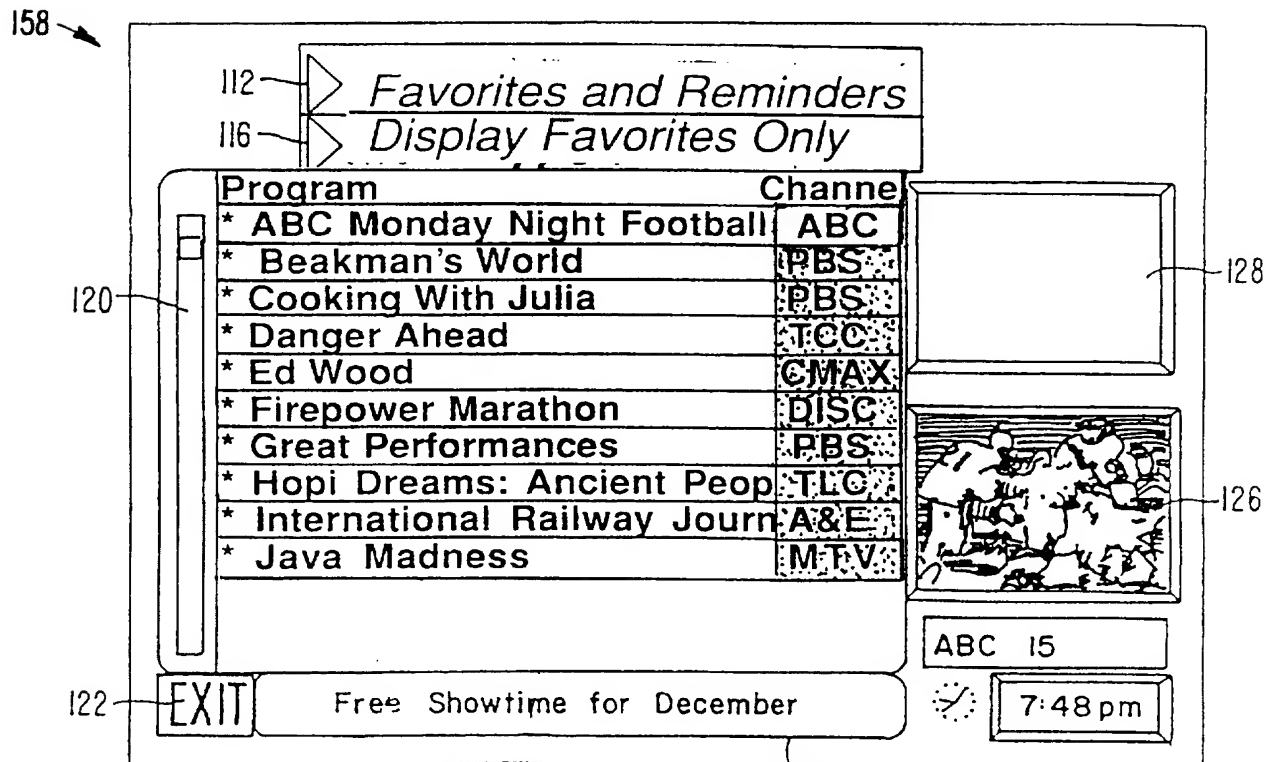 158
112
Favorites and Reminders
116
Display Favorites Only
Program Channe
* ABC Monday Night Football ABC
* Beakman's World PBS
* Cooking With Julia PBS
* Danger Ahead TCC
* Ed Wood CMAX
* Firepower Marathon DISC
* Great Performances PBS
* Hopi Dreams: Ancient Peop TLC
* International Railway Journ A&E
* Java Madness MTV
120
128
126
ABC 15
122
EXIT
Free Showtime for December
7:48pm